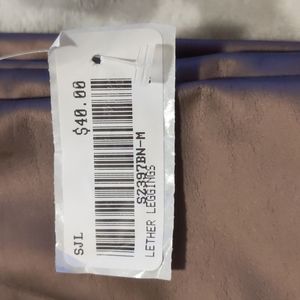 SJL
$40.00
S2397BN-M
LETHER LEGGINGS